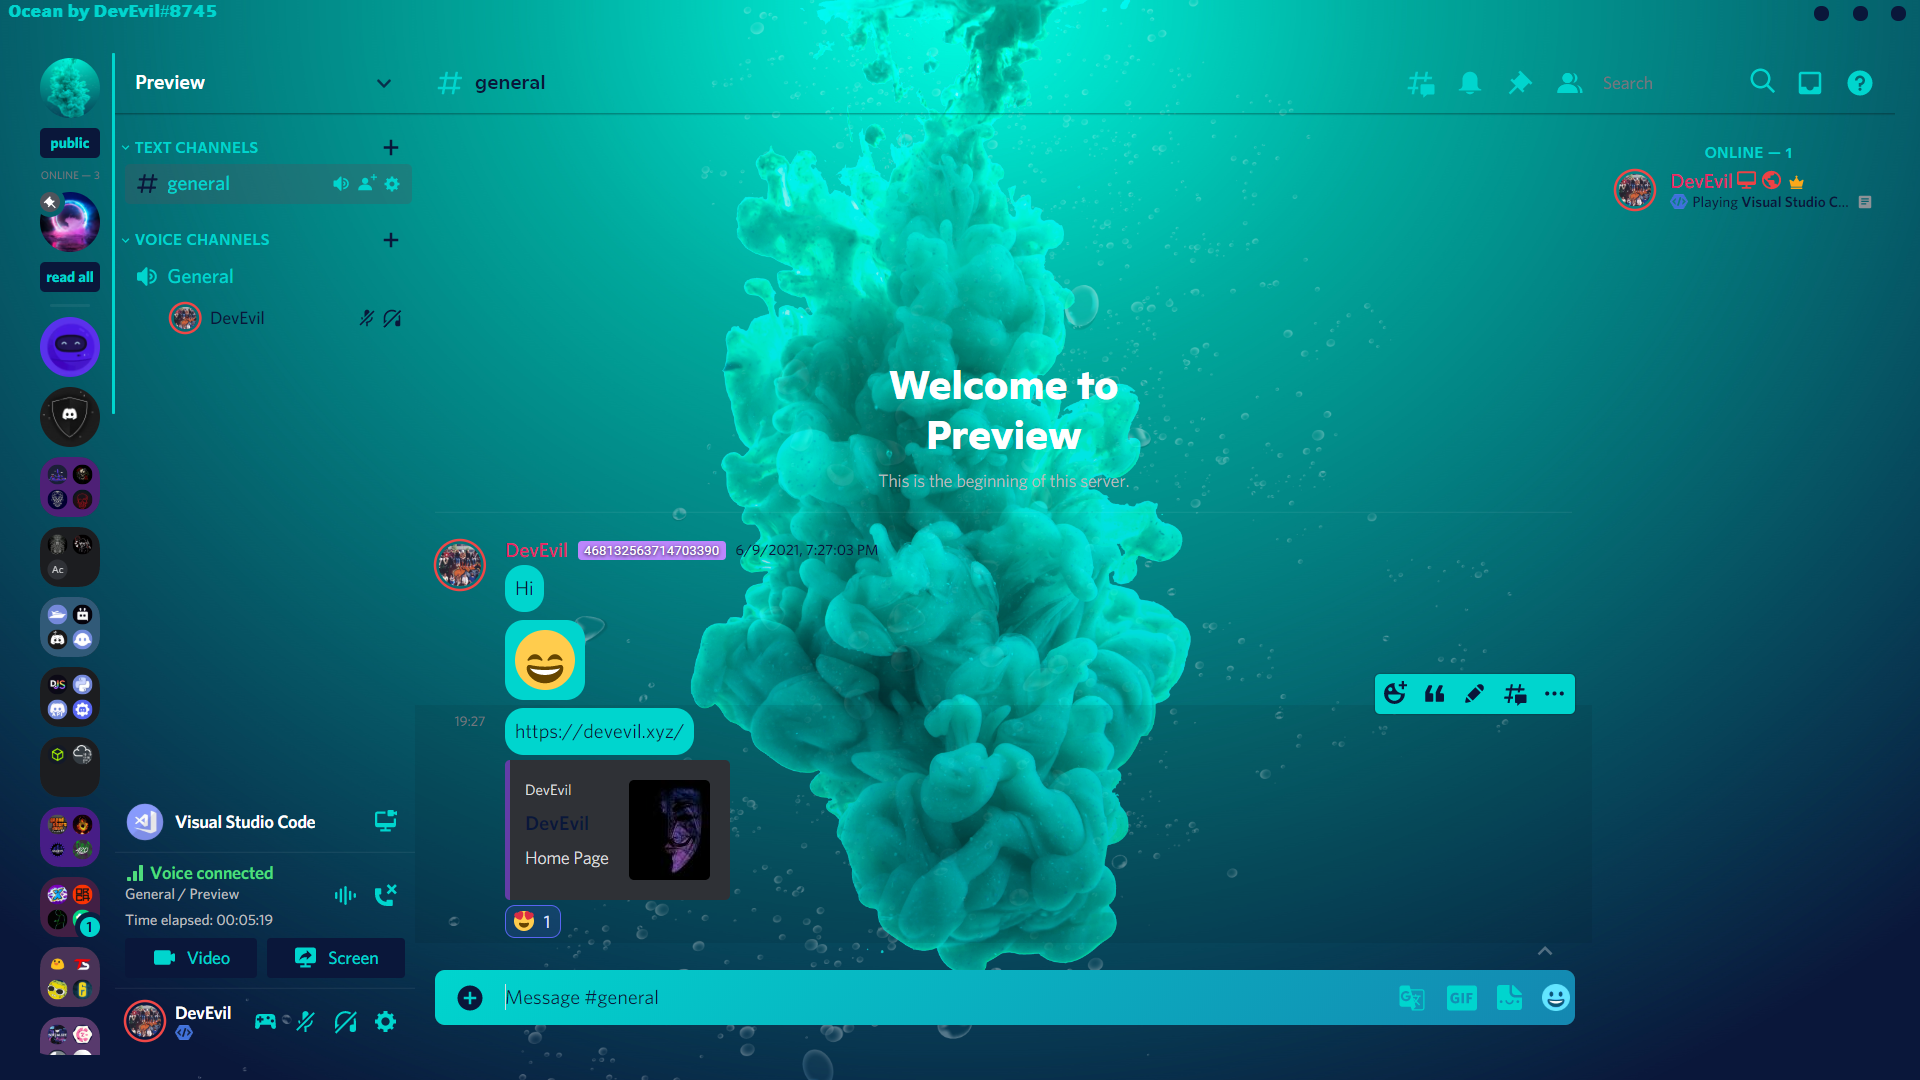 Ocean by DevEvil#8745
Preview
general
Search
public
ONLINE — 3
read all
TEXT CHANNELS
general
VOICE CHANNELS
General
DevEvil
ONLINE — 1
DevEvil
Playing Visual Studio C...
Welcome to
Preview
This is the beginning of this server.
DevEvil 468132563714703390 6/9/2021, 7:27:03 PM
Hi
19:27 https://devevil.xyz/
DevEvil
DevEvil
Home Page
1
Ac
DJS
1
Visual Studio Code
Voice connected
General / Preview
Time elapsed: 00:05:19
Video Screen
DevEvil
Message #general
GIF